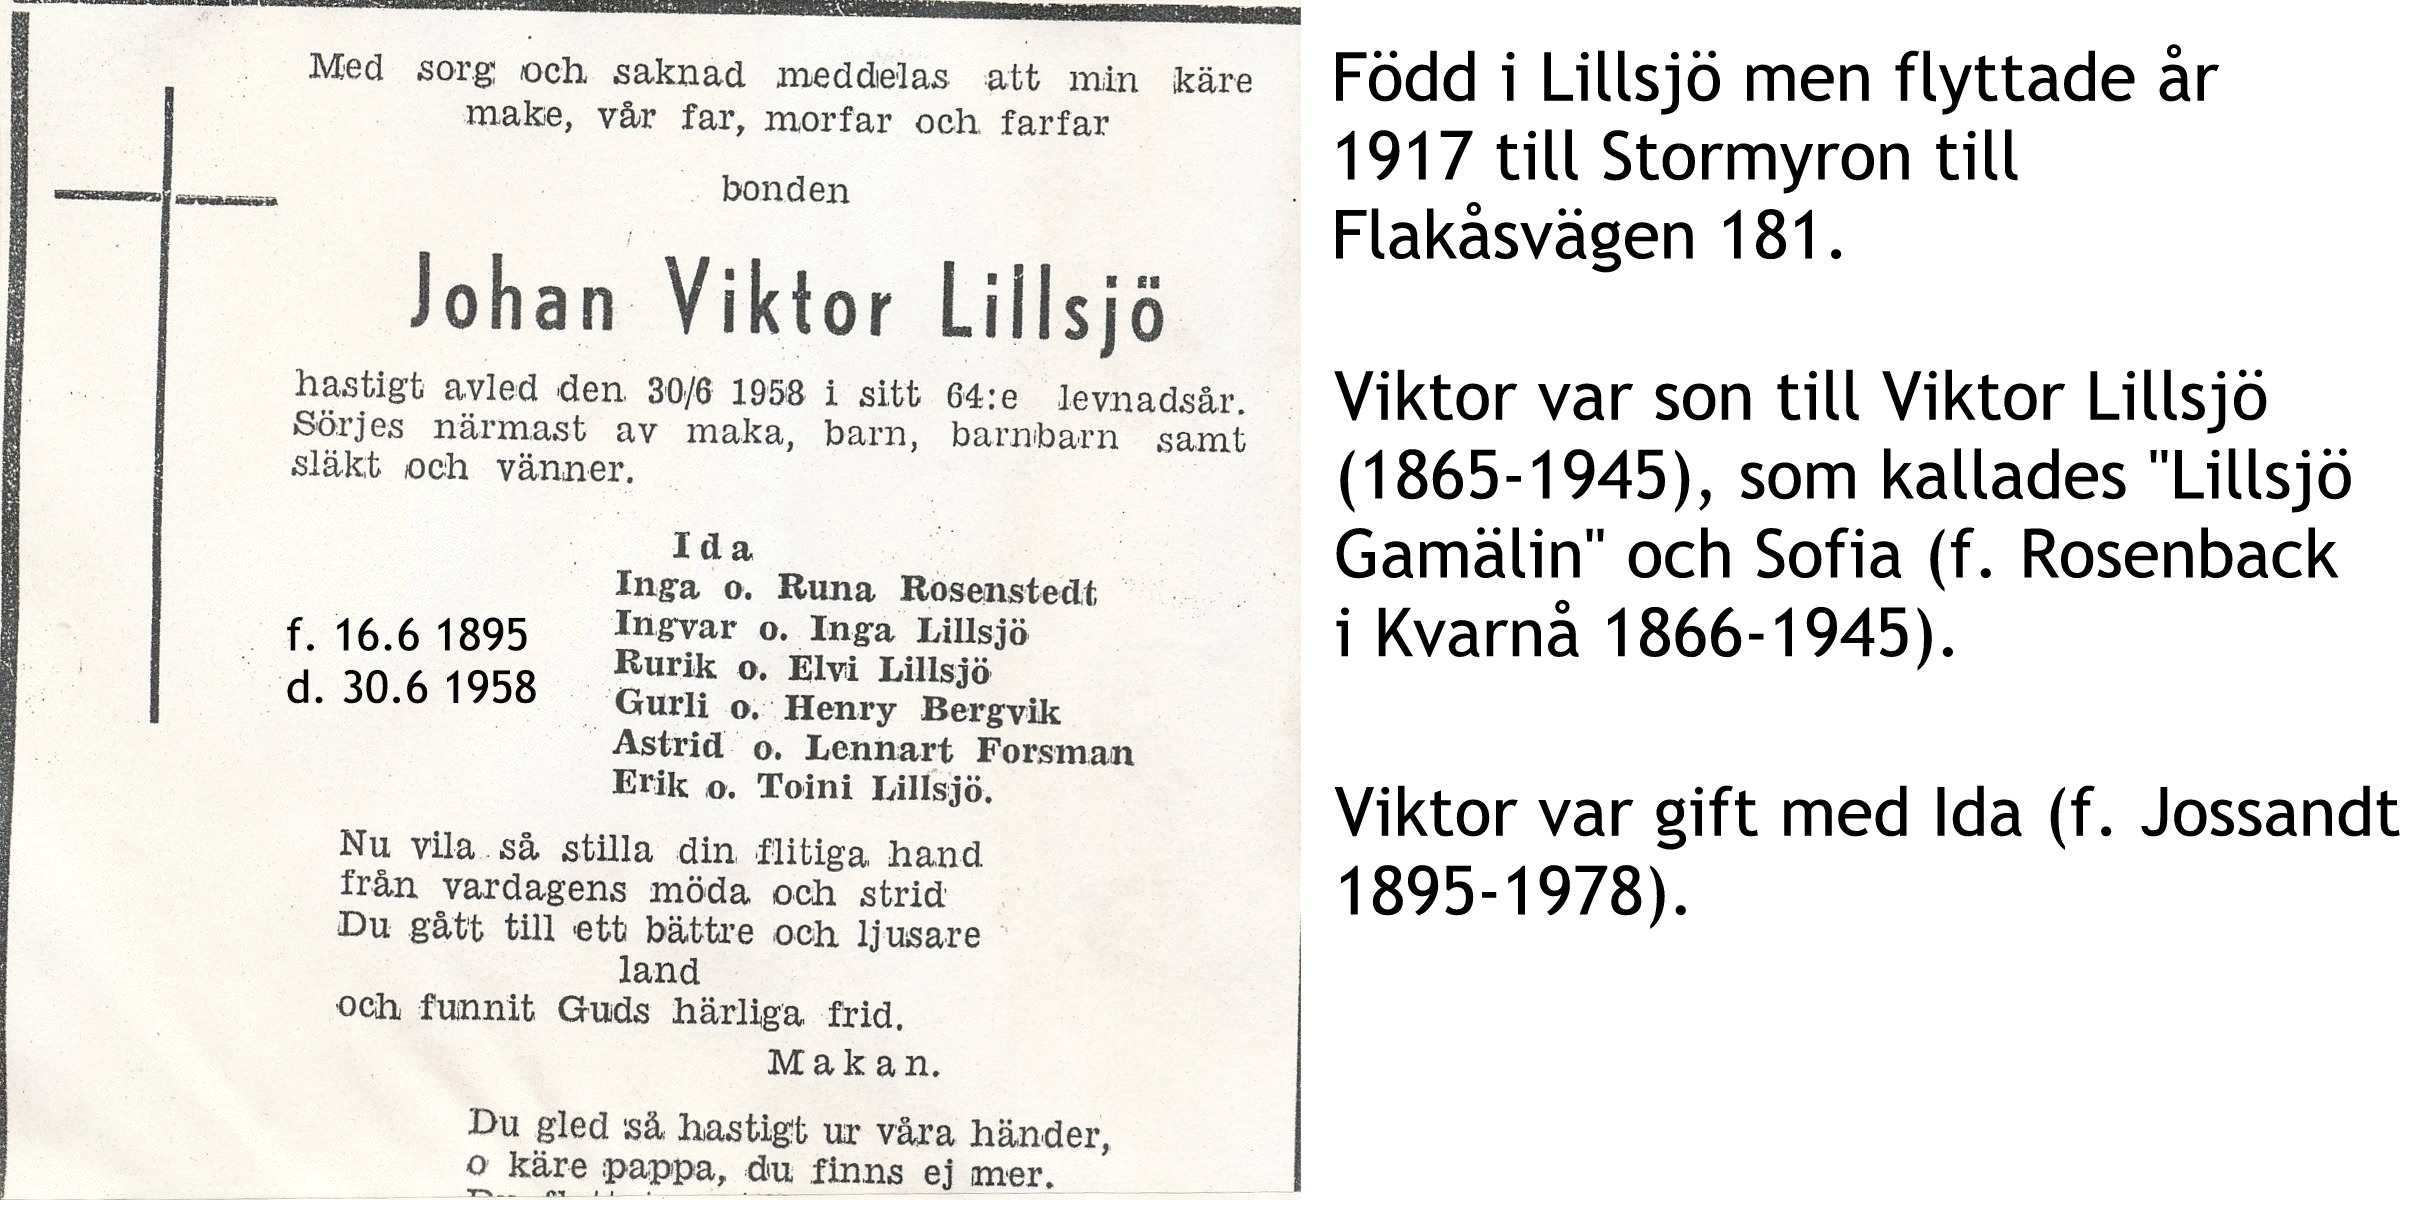 Med sorg och saknad meddelas att min käre
make, vår far, morfar och farfar
bonden
Johan Viktor Lillsjö
hastigt avled den 30/6 1958 i sitt 64:e levnadsår.
Sörjes närmast av maka, barn, barnbarn samt
släkt och vänner.
Ida
Inga o. Runa Rosenstedt
Ingvar o. Inga Lillsjö
Rurik o. Elvi Lillsjö
Gurli o. Henry Bergvik
Astrid o. Lennart Forsman
Erik o. Toini Lillsjö.
f. 16.6 1895
d. 30.6 1958
Nu vila så stilla din flitiga hand
från vardagens möda och strid
Du gått till ett bättre och ljusare
land
och funnit Guds härliga frid.
Makan.
Du gled så hastigt ur våra händer,
o käre pappa, du finns ej mer.
Född i Lillsjö men flyttade år
1917 till Stormyron till
Flakåsvägen 181.
Viktor var son till Viktor Lillsjö
(1865-1945), som kallades "Lillsjö
Gamälin" och Sofia (f. Rosenback
i Kvarnå 1866-1945).
Viktor var gift med Ida (f. Jossandt
1895-1978).